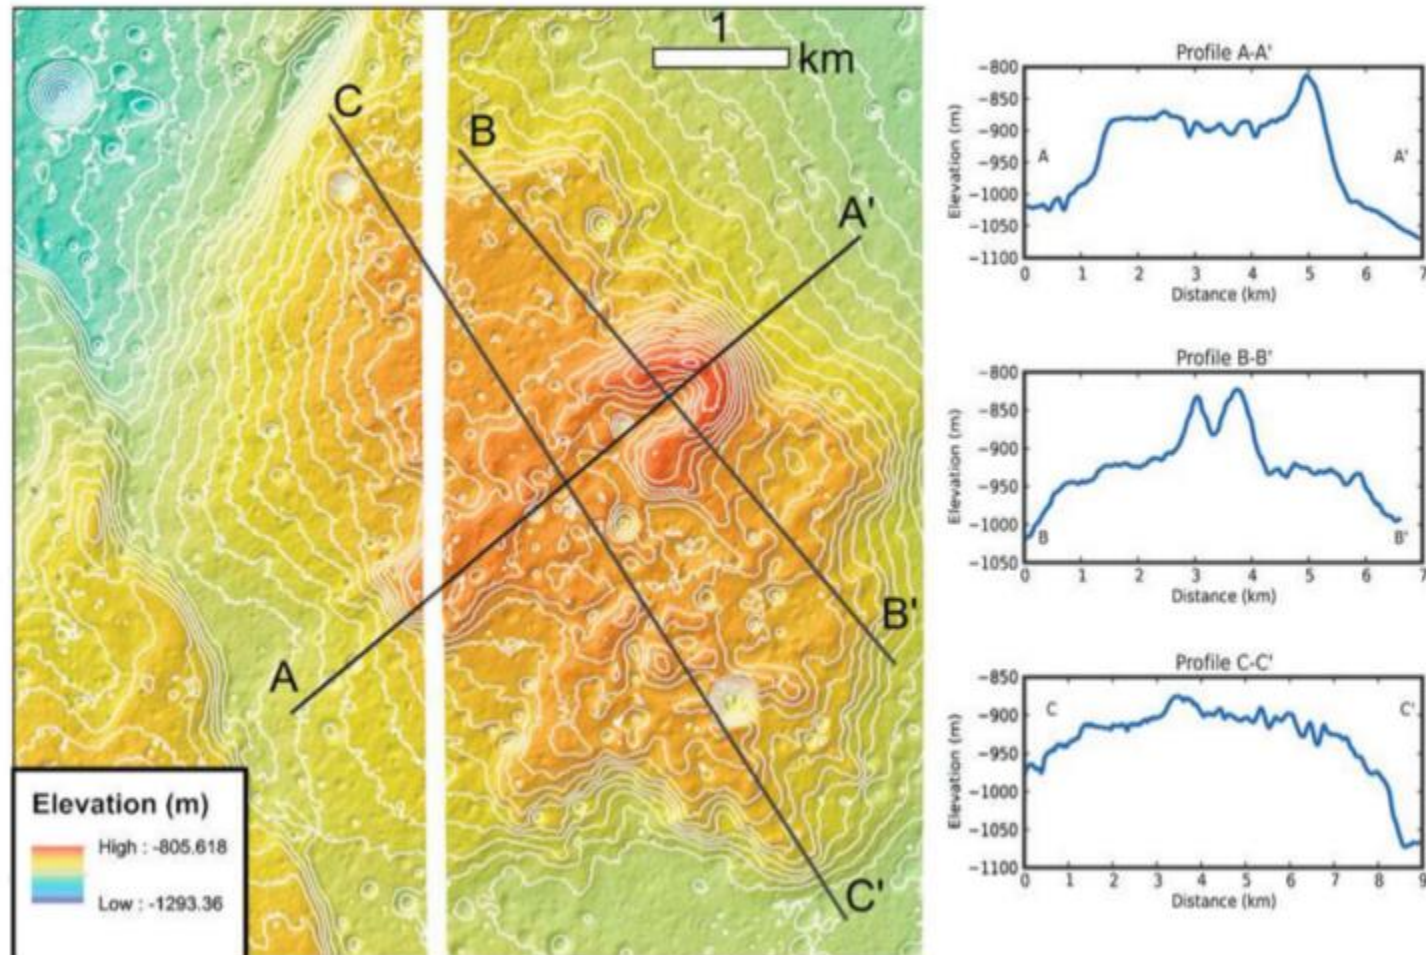 1
km
C
B
A'
A
B'
C'
Elevation (m)
High : -805.618
Low : -1293.36
Profile A-A'
Elevation (m)
−800
−850
−900
−950
−1000
−1050
−1100
A
A'
0 1 2 3 4 5 6 7
Distance (km)
Profile B-B'
Elevation (m)
−800
−850
−900
−950
−1000
−1050
B
B'
0 1 2 3 4 5 6 7
Distance (km)
Profile C-C'
Elevation (m)
−850
−900
−950
−1000
−1050
−1100
C
C'
0 1 2 3 4 5 6 7 8 9
Distance (km)